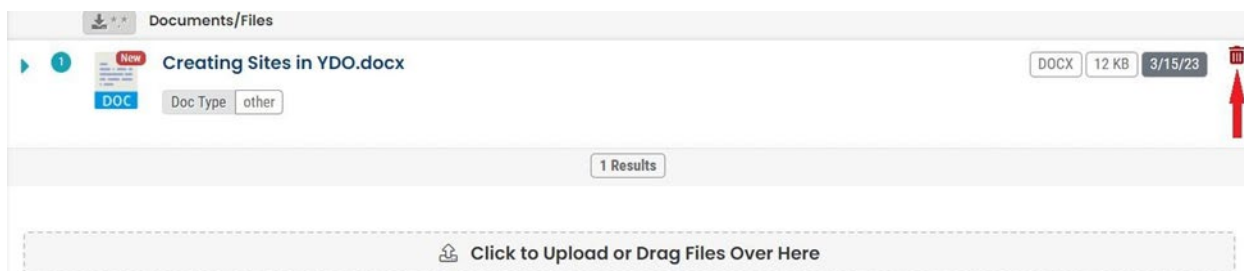 *.* Documents/Files
1 New Creating Sites in YDO.docx DOCX 12 KB 3/15/23
DOC Doc Type other
1 Results
Click to Upload or Drag Files Over Here